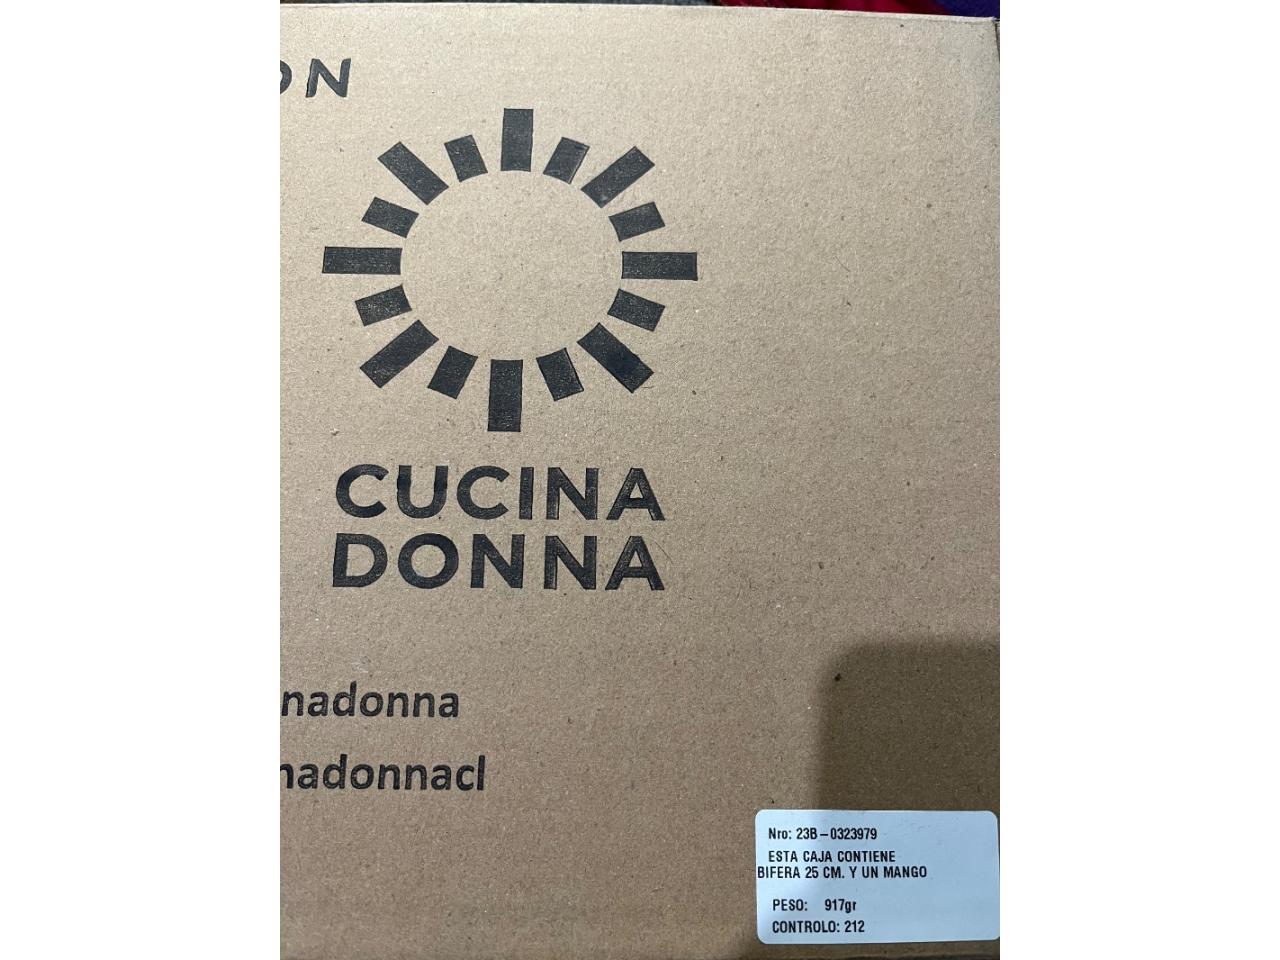 CUCINA
DONNA
nadonna
nadonnacl
Nro: 23B-0323979
ESTA CAJA CONTIENE
BIFERA 25 CM. Y UN MANGO
PESO: 917gr
CONTROLO: 212